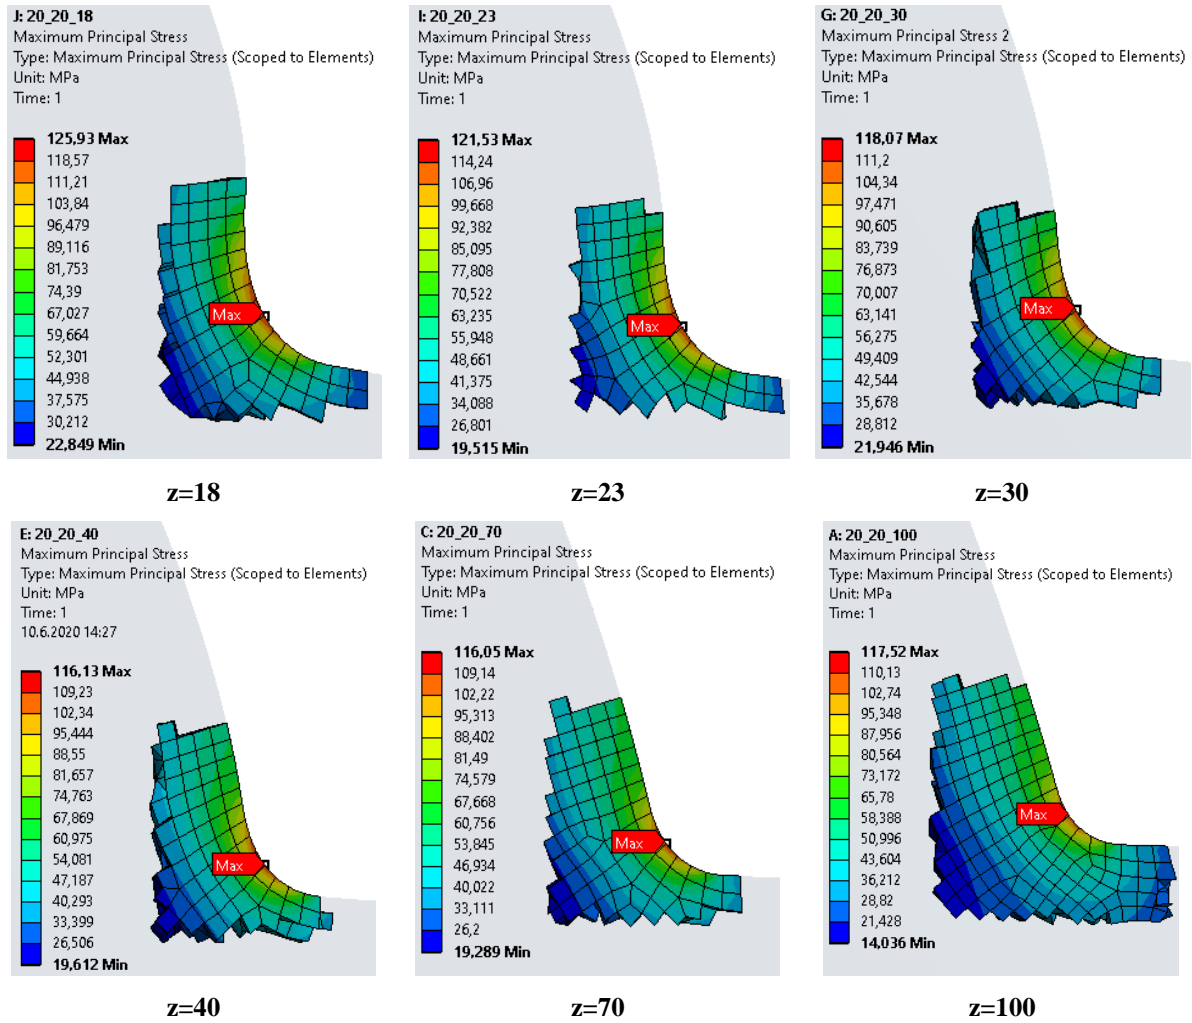 J: 20_20_18
Maximum Principal Stress
Type: Maximum Principal Stress (Scoped to Elements)
Unit: MPa
Time: 1
125,93 Max
118,57
111,21
103,84
96,479
89,116
81,753
74,39
67,027
59,664
52,301
44,938
37,575
30,212
22,849 Min
Max
z=18
I: 20_20_23
Maximum Principal Stress
Type: Maximum Principal Stress (Scoped to Elements)
Unit: MPa
Time: 1
121,53 Max
114,24
106,96
99,668
92,382
85,095
77,808
70,522
63,235
55,948
48,661
41,375
34,088
26,801
19,515 Min
Max
z=23
G: 20_20_30
Maximum Principal Stress 2
Type: Maximum Principal Stress (Scoped to Elements)
Unit: MPa
Time: 1
118,07 Max
111,2
104,34
97,471
90,605
83,739
76,873
70,007
63,141
56,275
49,409
42,544
35,678
28,812
21,946 Min
Max
z=30
E: 20_20_40
Maximum Principal Stress
Type: Maximum Principal Stress (Scoped to Elements)
Unit: MPa
Time: 1
10.6.2020 14:27
116,13 Max
109,23
102,34
95,444
88,55
81,657
74,763
67,869
60,975
54,081
47,187
40,293
33,399
26,506
19,612 Min
Max
z=40
C: 20_20_70
Maximum Principal Stress
Type: Maximum Principal Stress (Scoped to Elements)
Unit: MPa
Time: 1
116,05 Max
109,14
102,22
95,313
88,402
81,49
74,579
67,668
60,756
53,845
46,934
40,022
33,111
26,2
19,289 Min
Max
z=70
A: 20_20_100
Maximum Principal Stress
Type: Maximum Principal Stress (Scoped to Elements)
Unit: MPa
Time: 1
117,52 Max
110,13
102,74
95,348
87,956
80,564
73,172
65,78
58,388
50,996
43,604
36,212
28,82
21,428
14,036 Min
Max
z=100